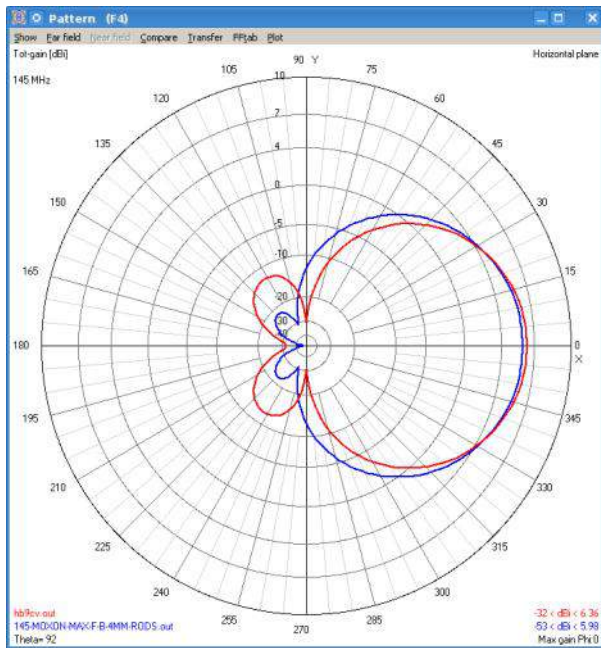 Pattern (F4)
Show Far field Near field Compare Transfer FFtab Plot
Tot-gain [dBi]
Horizontal plane
145 MHz
90 Y
105
75
120
60
135
45
150
30
165
15
180
0
X
195
345
210
330
225
315
240
300
255
285
270
10
7
4
0
-5
-10
-20
-30
hb9cv.out
-32 < dBi < 6.36
145-MOXON-MAX-F-B-4MM-RODS.out
-53 < dBi < 5.98
Theta= 92
Max gain Phi:0